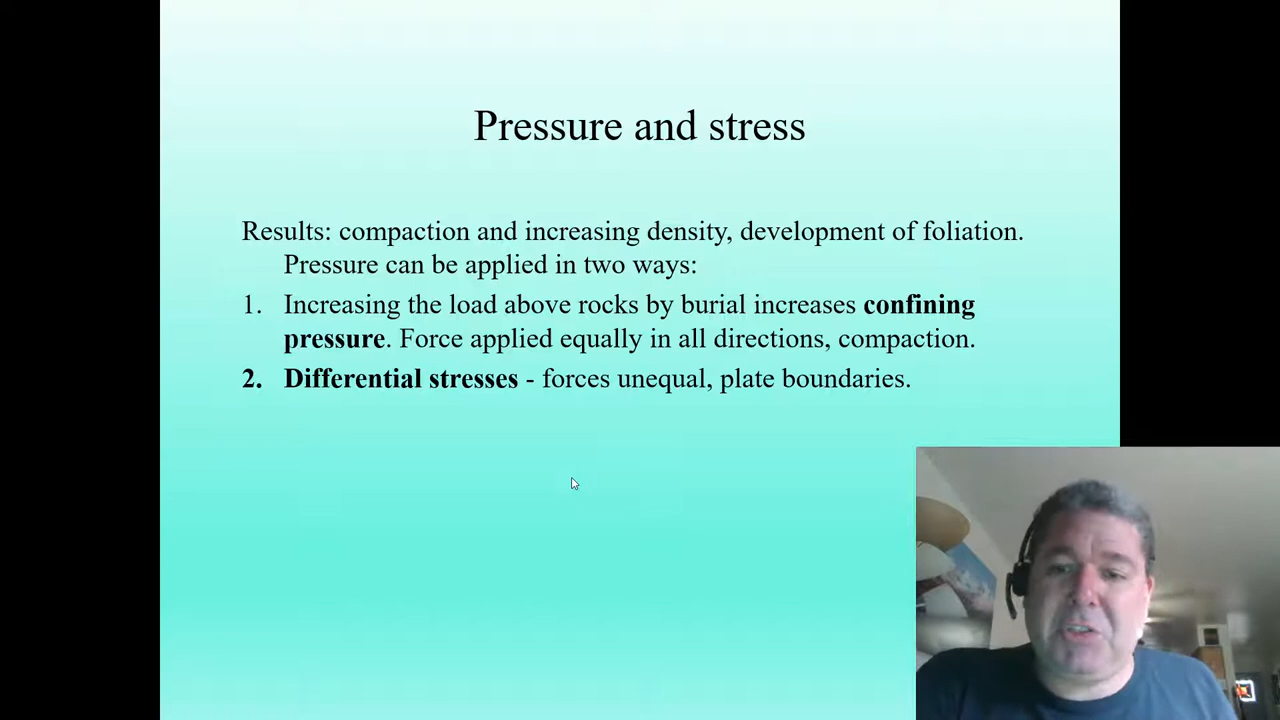 Pressure and stress
Results: compaction and increasing density, development of foliation.
Pressure can be applied in two ways:
1. Increasing the load above rocks by burial increases confining
pressure. Force applied equally in all directions, compaction.
2. Differential stresses - forces unequal, plate boundaries.